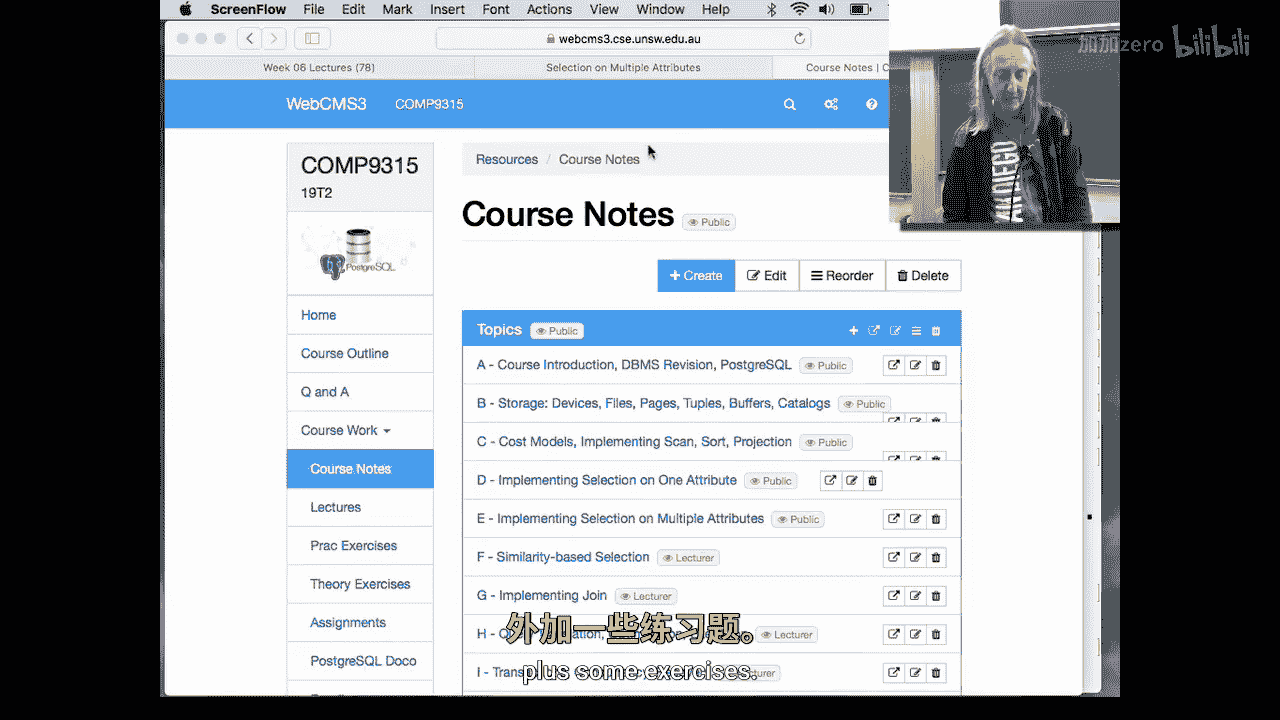 ScreenFlow File Edit Mark Insert Font Actions View Window Help
加加zero bilibili
webcms3.cse.unsw.edu.au
Week 06 Lectures (78) Selection on Multiple Attributes Course Notes | C
WebCMS3 COMP9315
COMP9315
19T2
PostgreSQL
Home
Course Outline
Q and A
Course Work
Course Notes
Lectures
Prac Exercises
Theory Exercises
Assignments
PostgreSQL Doco
Resources / Course Notes
Course Notes Public
Create Edit Reorder Delete
Topics Public
A - Course Introduction, DBMS Revision, PostgreSQL Public
B - Storage: Devices, Files, Pages, Tuples, Buffers, Catalogs Public
C - Cost Models, Implementing Scan, Sort, Projection Public
D - Implementing Selection on One Attribute Public
E - Implementing Selection on Multiple Attributes Public
F - Similarity-based Selection Lecturer
G - Implementing Join Lecturer
H - Lecturer
I - Trans
AN DIEGO
外加一些练习题。
plus some exercises.